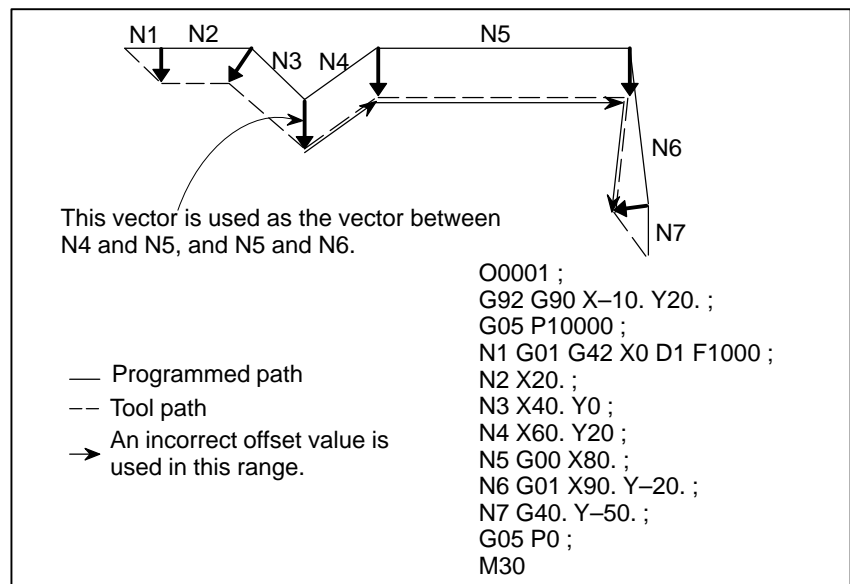 N1 N2 N3 N4 N5
N6
N7
This vector is used as the vector between
N4 and N5, and N5 and N6.
O0001 ;
G92 G90 X–10. Y20. ;
G05 P10000 ;
N1 G01 G42 X0 D1 F1000 ;
N2 X20. ;
N3 X40. Y0 ;
N4 X60. Y20 ;
N5 G00 X80. ;
N6 G01 X90. Y–20. ;
N7 G40. Y–50. ;
G05 P0 ;
M30
Programmed path
Tool path
An incorrect offset value is
used in this range.